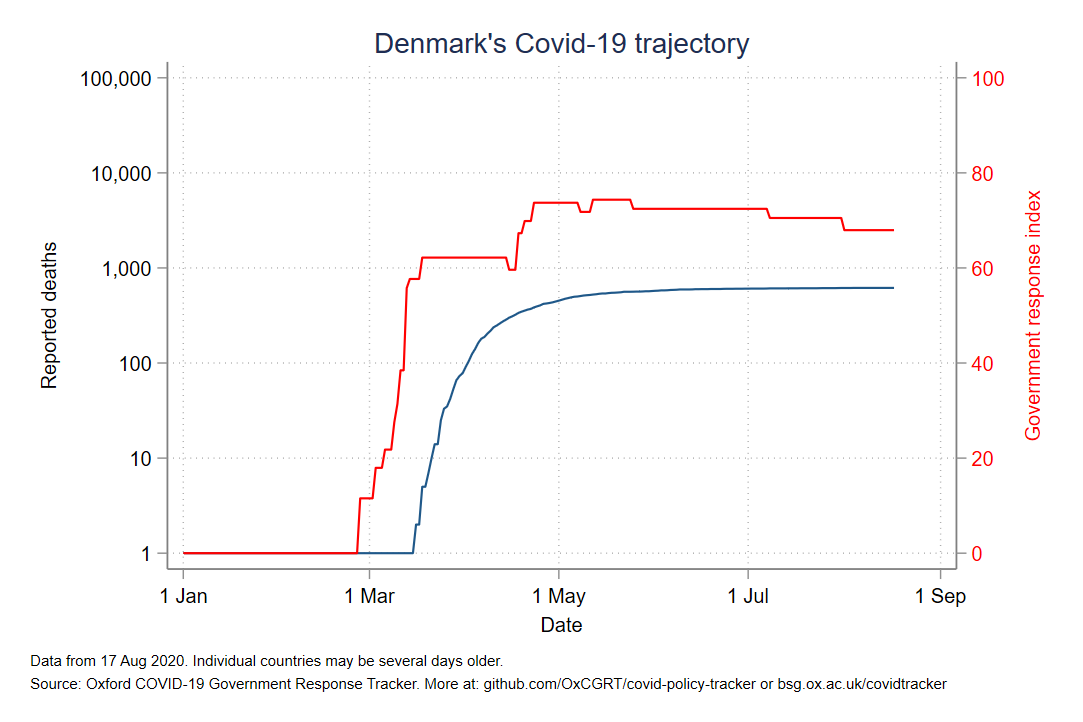 Denmark's Covid-19 trajectory
100,000
10,000
1,000
100
10
1
Reported deaths
100
80
60
40
20
0
Government response index
1 Jan
1 Mar
1 May
1 Jul
1 Sep
Date
Data from 17 Aug 2020. Individual countries may be several days older.
Source: Oxford COVID-19 Government Response Tracker. More at: github.com/OxCGRT/covid-policy-tracker or bsg.ox.ac.uk/covidtracker